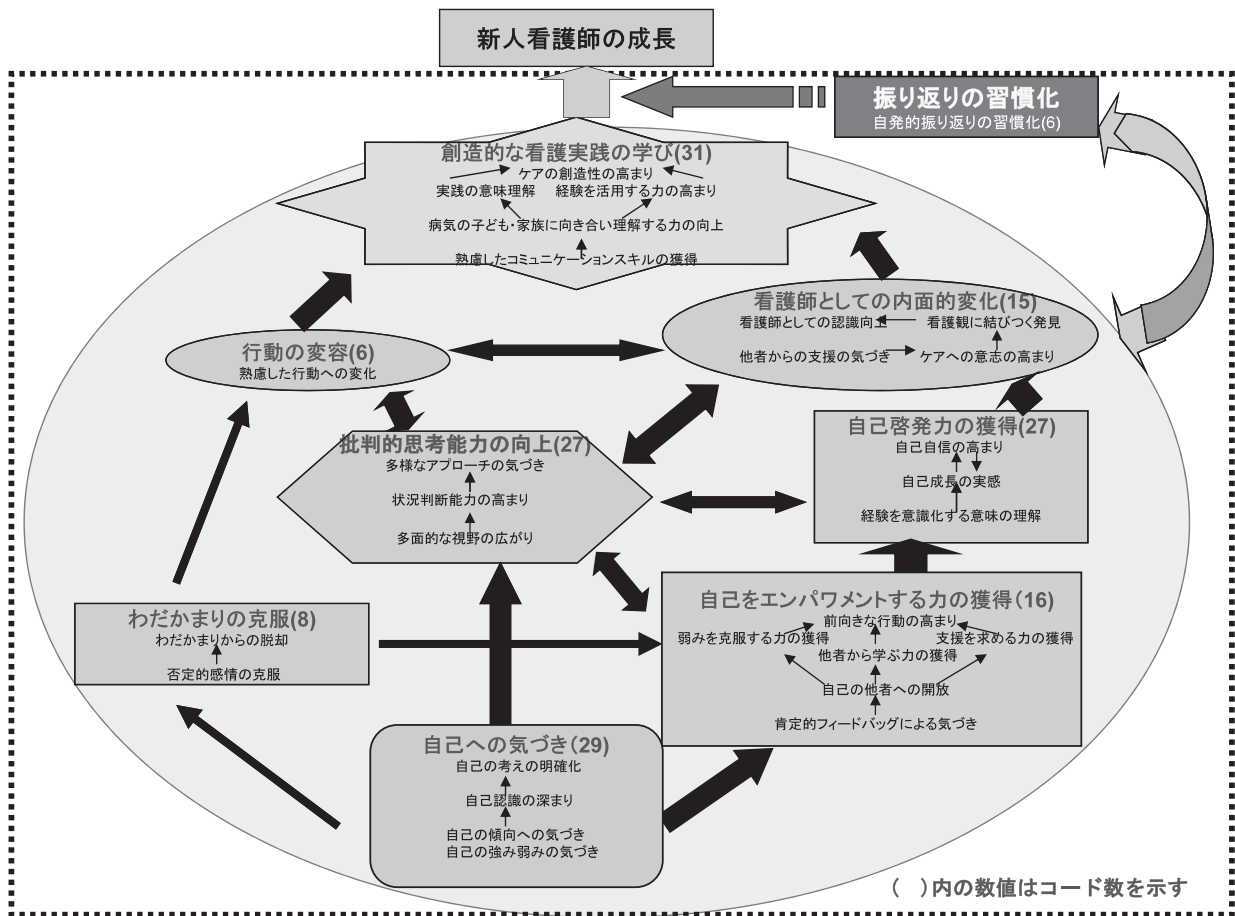 新人看護師の成長
振り返りの習慣化
自発的振り返りの習慣化(6)
創造的な看護実践の学び(31)
ケアの創造性の高まり
実践の意味理解 経験を活用する力の高まり
病気の子ども・家族に向き合い理解する力の向上
熟慮したコミュニケーションスキルの獲得
看護師としての内面的変化(15)
看護師としての認識向上 看護観に結びつく発見
他者からの支援の気づき ケアへの意志の高まり
行動の変容(6)
熟慮した行動への変化
批判的思考能力の向上(27)
多様なアプローチの気づき
状況判断能力の高まり
多面的な視野の広がり
自己啓発力の獲得(27)
自己自信の高まり
自己成長の実感
経験を意識化する意味の理解
わだかまりの克服(8)
わだかまりからの脱却
否定的感情の克服
自己をエンパワメントする力の獲得(16)
前向きな行動の高まり
弱みを克服する力の獲得 支援を求める力の獲得
他者から学ぶ力の獲得
自己の他者への開放
肯定的フィードバッグによる気づき
自己への気づき(29)
自己の考えの明確化
自己認識の深まり
自己の傾向への気づき
自己の強み弱みの気づき
(　)内の数値はコード数を示す